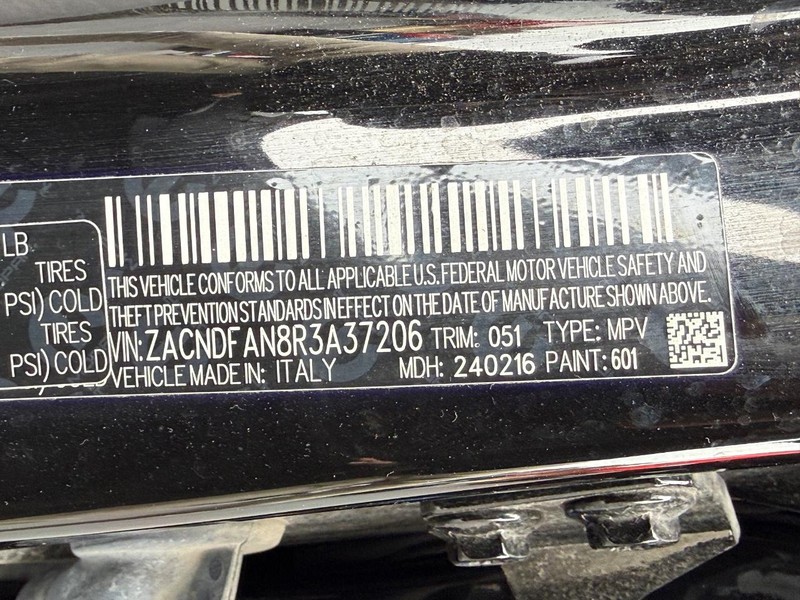 LB
TIRES
PSI) COLD
TIRES
PSI) COLD
THIS VEHICLE CONFORMS TO ALL APPLICABLE U.S. FEDERAL MOTOR VEHICLE SAFETY AND
THEFT PREVENTION STANDARDS IN EFFECT ON THE DATE OF MANUFACTURE SHOWN ABOVE.
VIN: ZACNDFAN8R3A37206 TRIM: 051 TYPE: MPV
VEHICLE MADE IN: ITALY MDH: 240216 PAINT: 601